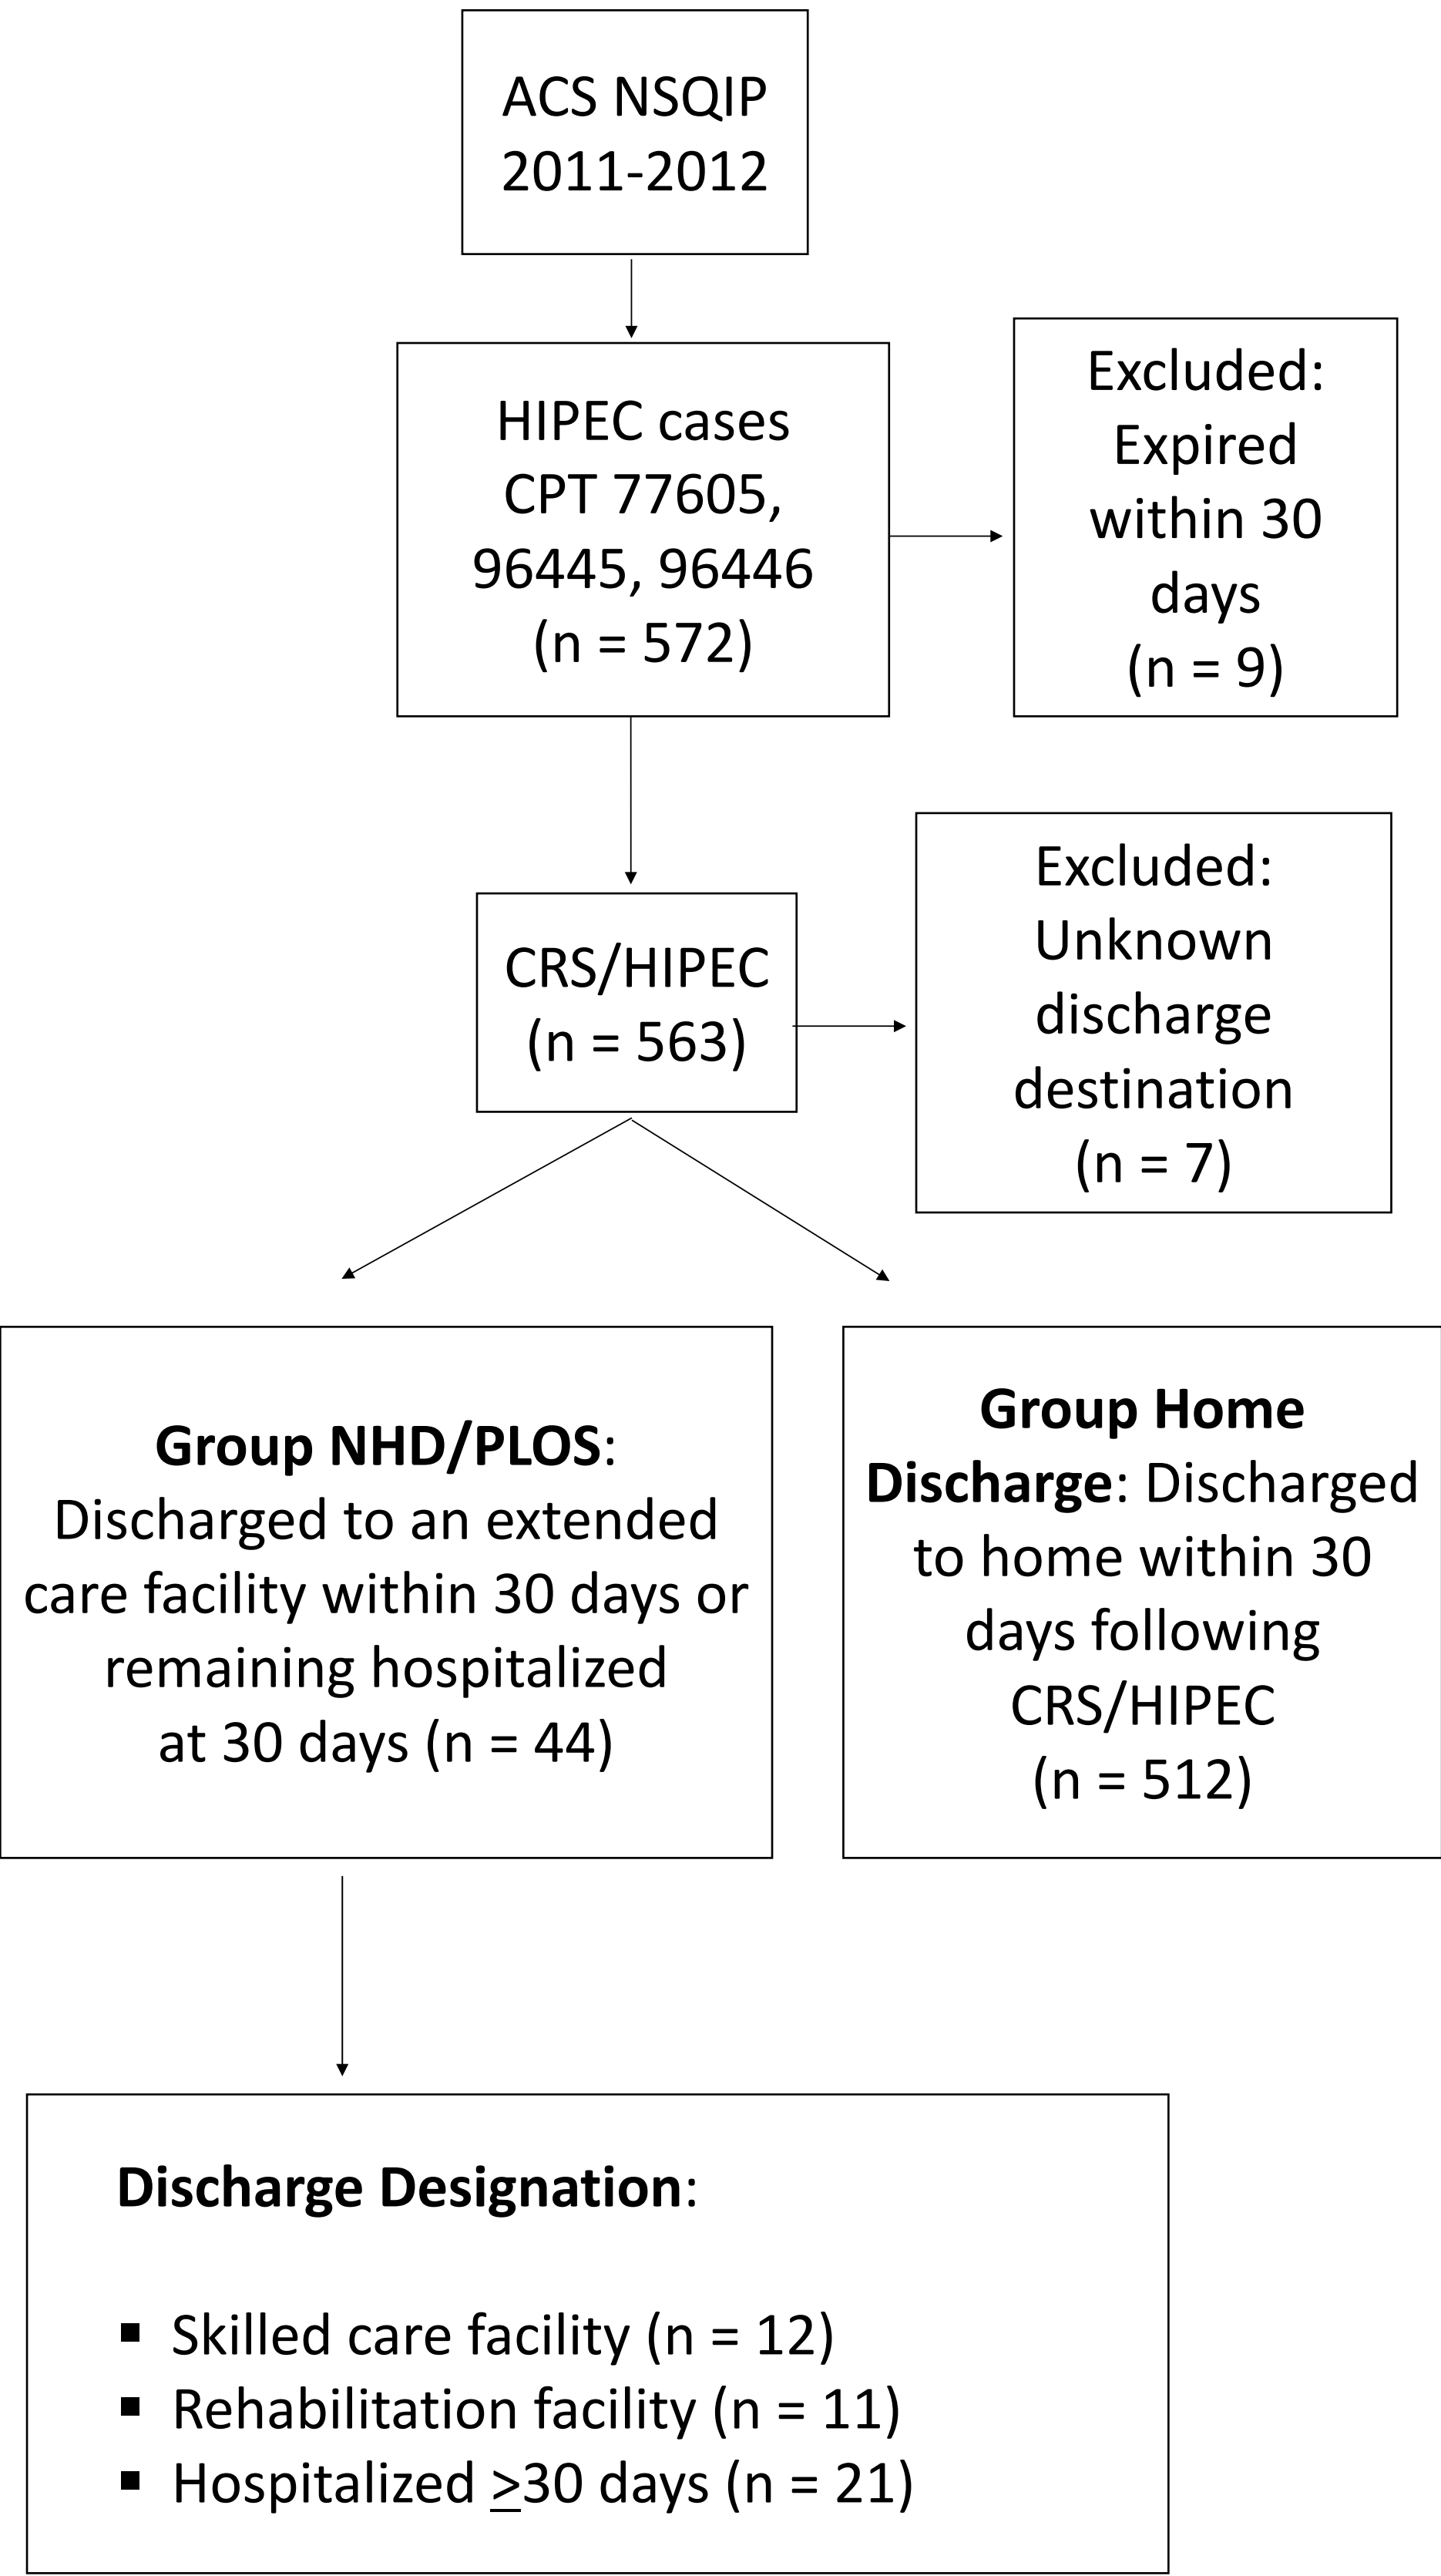 ACS NSQIP
2011-2012
HIPEC cases
CPT 77605,
96445, 96446
(n = 572)
Excluded:
Expired
within 30
days
(n = 9)
CRS/HIPEC
(n = 563)
Excluded:
Unknown
discharge
destination
(n = 7)
Group NHD/PLOS:
Discharged to an extended
care facility within 30 days or
remaining hospitalized
at 30 days (n = 44)
Group Home
Discharge: Discharged
to home within 30
days following
CRS/HIPEC
(n = 512)
Discharge Designation:
▪ Skilled care facility (n = 12)
▪ Rehabilitation facility (n = 11)
▪ Hospitalized ≥30 days (n = 21)